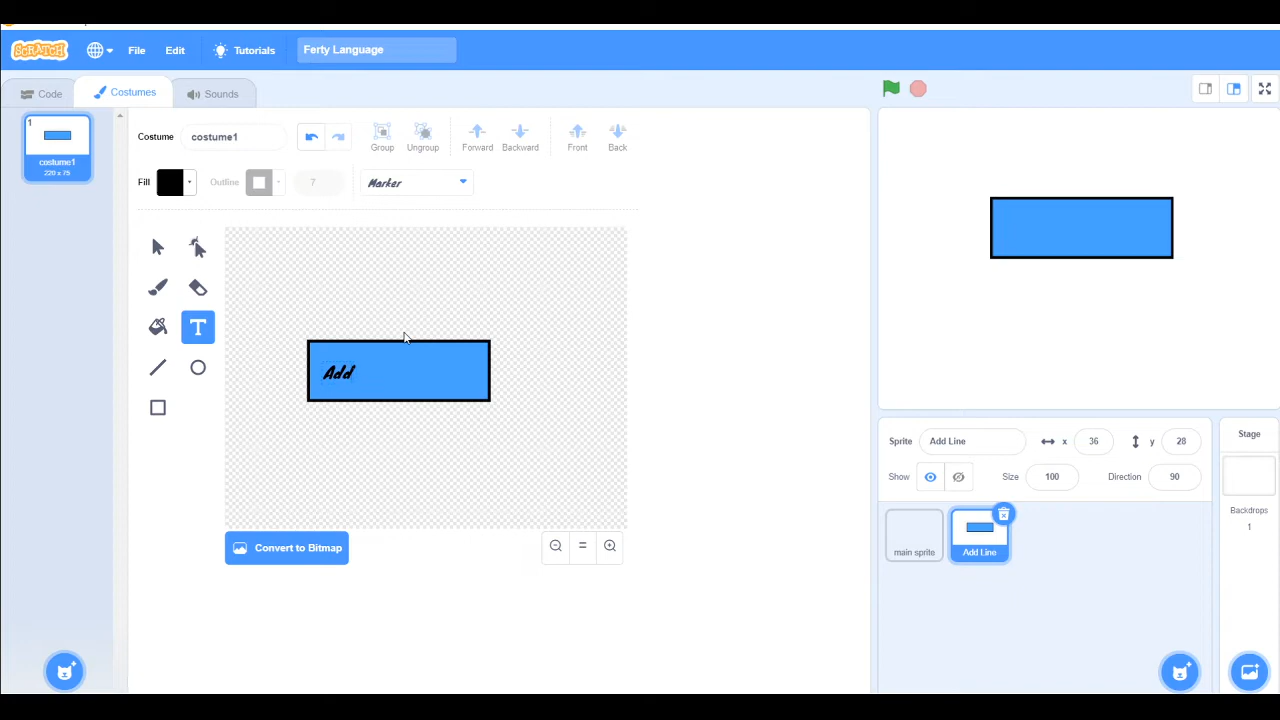 SCRATCH File Edit Tutorials Ferty Language
Code Costumes Sounds
1
costume1
220 x 75
Costume costume1 Group Ungroup Forward Backward Front Back
Fill Outline 7 Marker
T
Add
Convert to Bitmap
Sprite Add Line x 36 y 28
Show Size 100 Direction 90
main sprite
Add Line
Stage
Backdrops
1